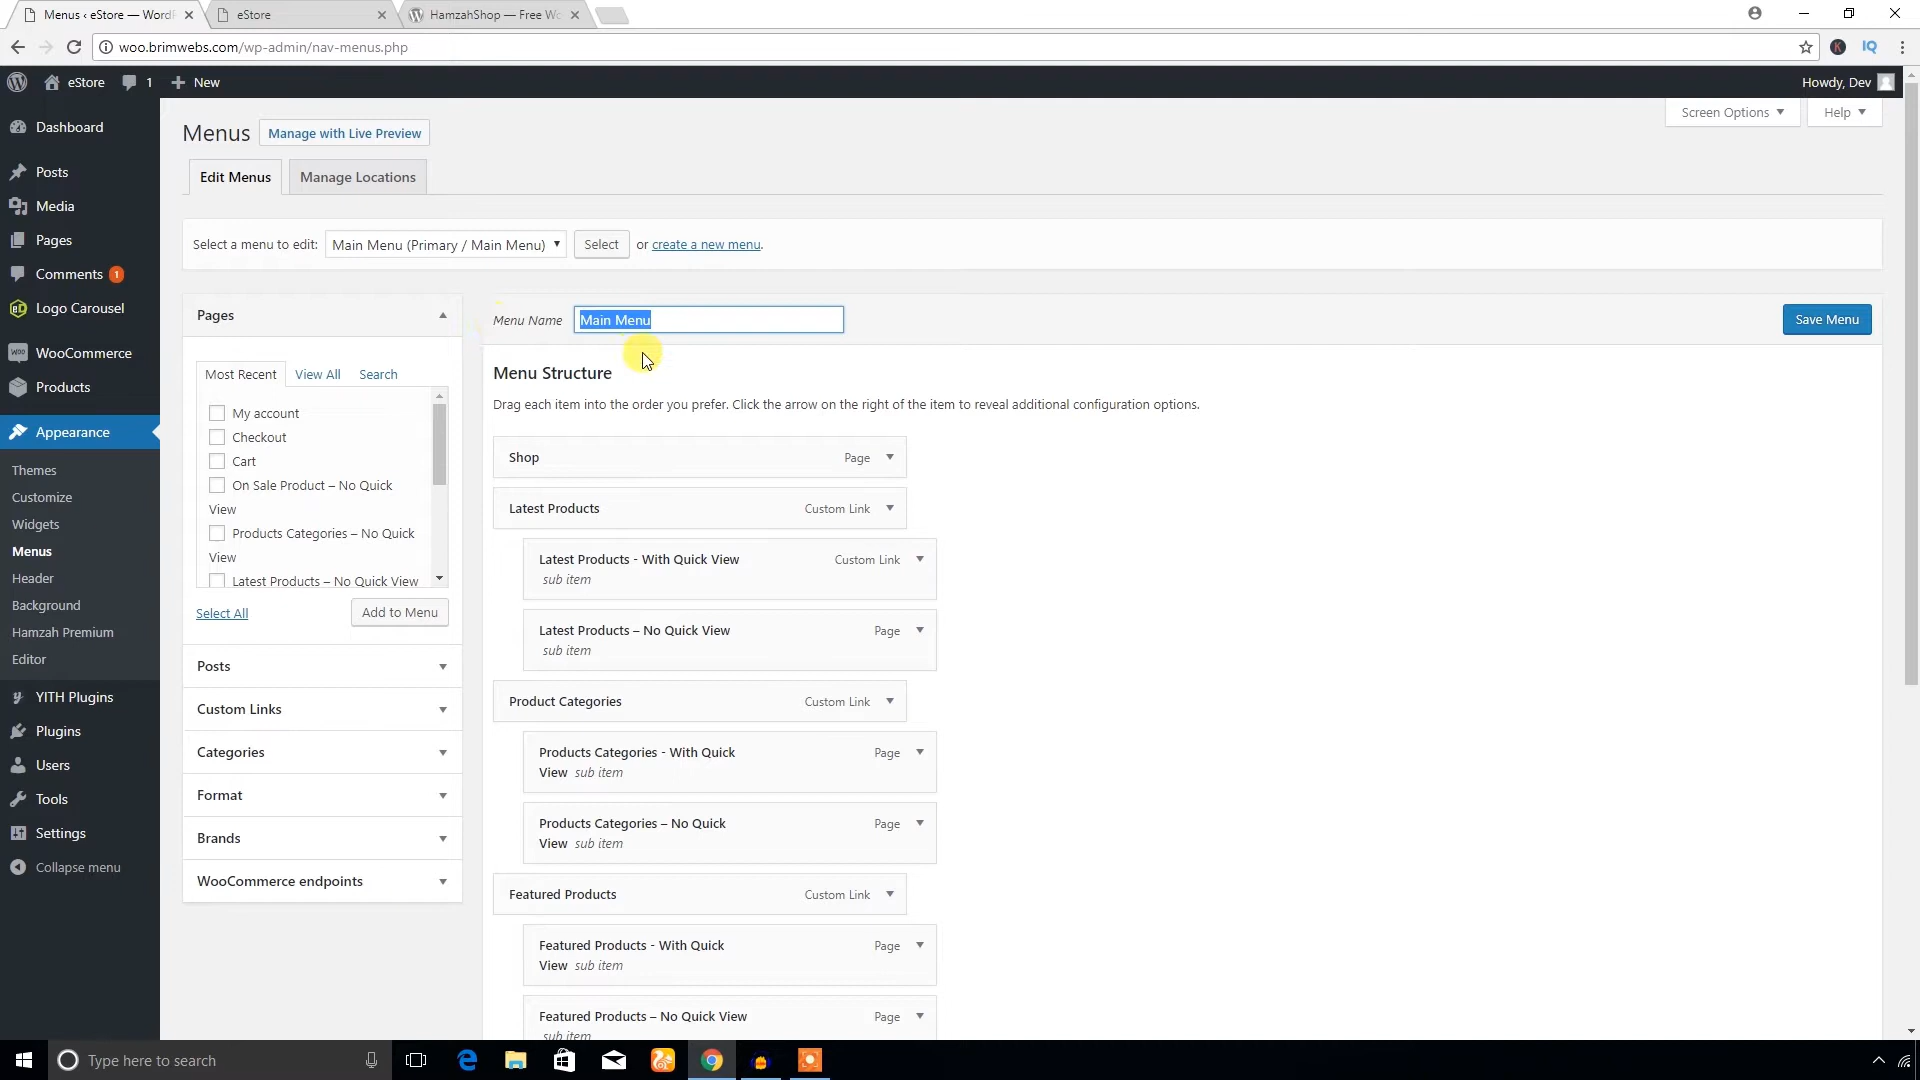 Menus ‹ eStore — WordP
eStore
HamzahShop — Free Wo
woo.brimwebs.com/wp-admin/nav-menus.php
K
IQ
eStore
1
New
Howdy, Dev
Dashboard
Posts
Media
Pages
Comments 1
Logo Carousel
WooCommerce
Products
Appearance
Themes
Customize
Widgets
Menus
Header
Background
Hamzah Premium
Editor
YITH Plugins
Plugins
Users
Tools
Settings
Collapse menu
Screen Options
Help
Menus
Manage with Live Preview
Edit Menus
Manage Locations
Select a menu to edit: Main Menu (Primary / Main Menu) Select or create a new menu.
Pages
Most Recent
View All
Search
My account
Checkout
Cart
On Sale Product – No Quick
View
Products Categories – No Quick
View
Latest Products – No Quick View
Select All
Add to Menu
Posts
Custom Links
Categories
Format
Brands
WooCommerce endpoints
Menu Name Main Menu
Save Menu
Menu Structure
Drag each item into the order you prefer. Click the arrow on the right of the item to reveal additional configuration options.
Shop Page
Latest Products Custom Link
Latest Products - With Quick View Custom Link
sub item
Latest Products – No Quick View Page
sub item
Product Categories Custom Link
Products Categories - With Quick Page
View sub item
Products Categories – No Quick Page
View sub item
Featured Products Custom Link
Featured Products - With Quick Page
View sub item
Featured Products – No Quick View Page
sub item
Type here to search